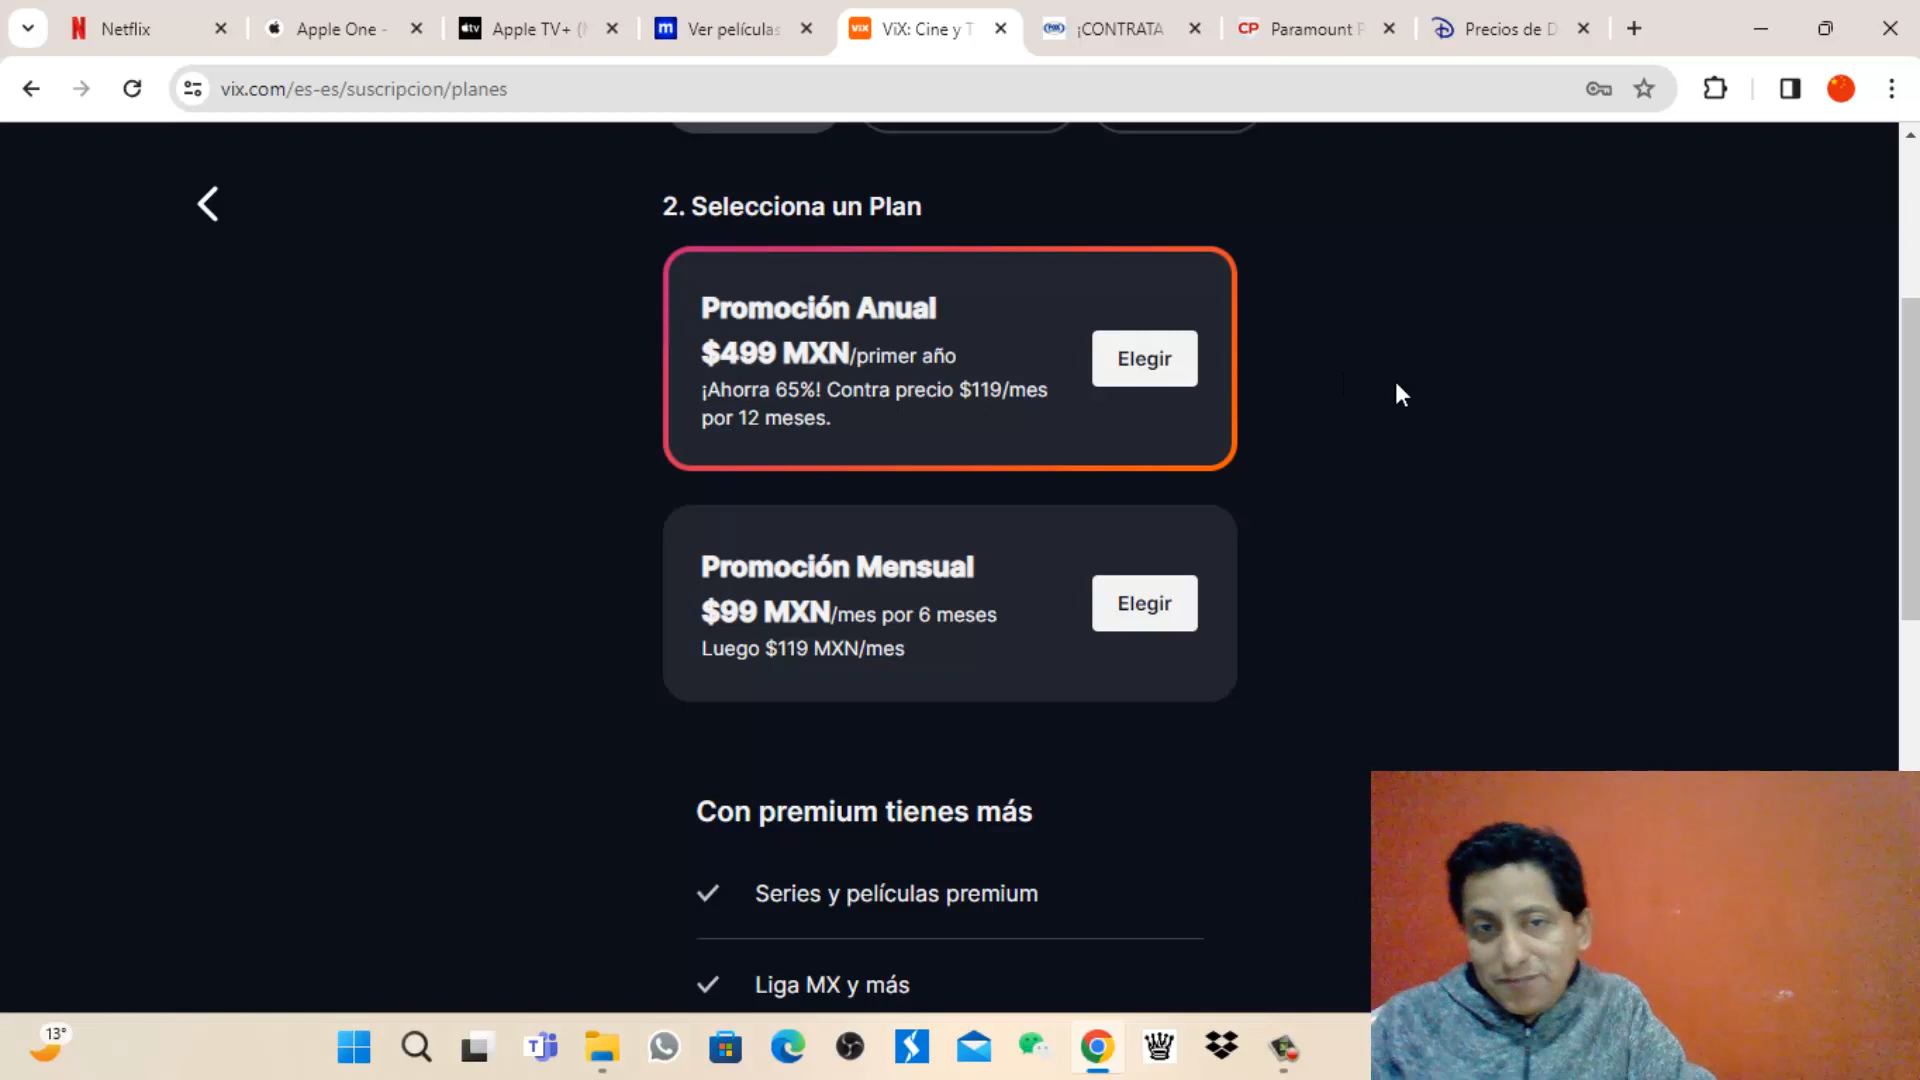 Netflix
Apple One -
Apple TV+ (
Ver películas
ViX: Cine y T
¡CONTRATA
Paramount P
Precios de D
vix.com/es-es/suscripcion/planes
2. Selecciona un Plan
Promoción Anual
$499 MXN/primer año
¡Ahorra 65%! Contra precio $119/mes
por 12 meses.
Elegir
Promoción Mensual
$99 MXN/mes por 6 meses
Luego $119 MXN/mes
Elegir
Con premium tienes más
Series y películas premium
Liga MX y más
13°